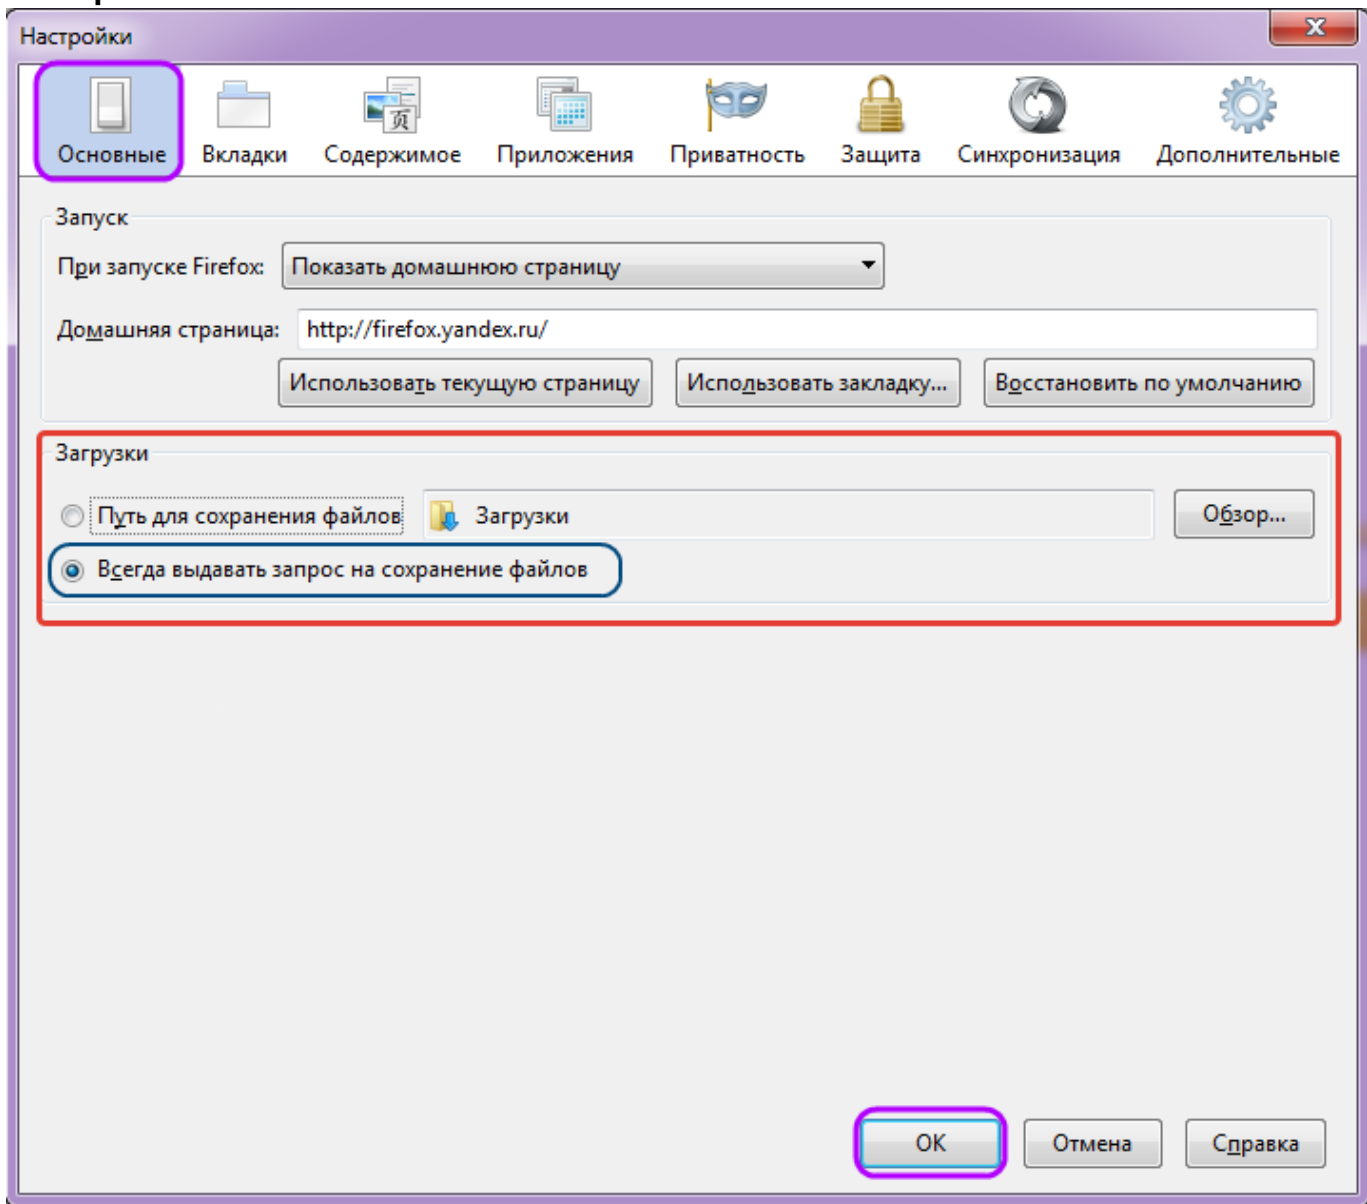 Настройки
x
页
Основные Вкладки Содержимое Приложения Приватность Защита Синхронизация Дополнительные
Запуск
При запуске Firefox: Показать домашнюю страницу
Домашняя страница: http://firefox.yandex.ru/
Использовать текущую страницу Использовать закладку... Восстановить по умолчанию
Загрузки
Путь для сохранения файлов Загрузки Обзор...
Всегда выдавать запрос на сохранение файлов
ОК Отмена Справка